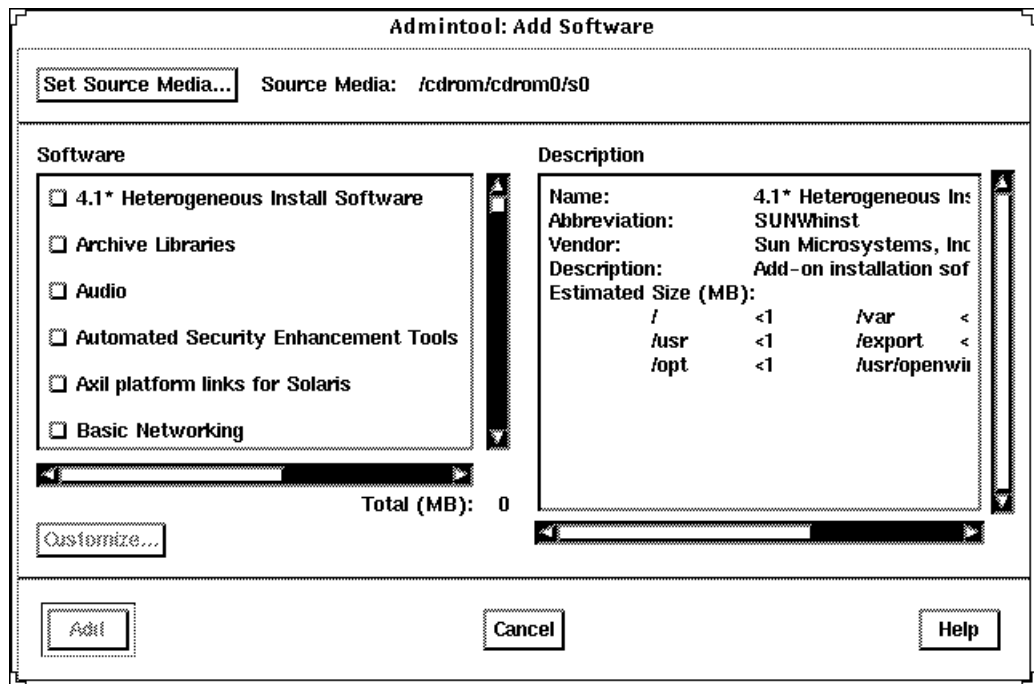 Admintool: Add Software
Set Source Media... Source Media: /cdrom/cdrom0/s0
Software
4.1* Heterogeneous Install Software
Archive Libraries
Audio
Automated Security Enhancement Tools
Axil platform links for Solaris
Basic Networking
Total (MB): 0
Customize...
Description
Name: 4.1* Heterogeneous Ins
Abbreviation: SUNWhinst
Vendor: Sun Microsystems, Inc
Description: Add-on installation sof
Estimated Size (MB):
/ <1 /var <
/usr <1 /export <
/opt <1 /usr/openwin
Add Cancel Help